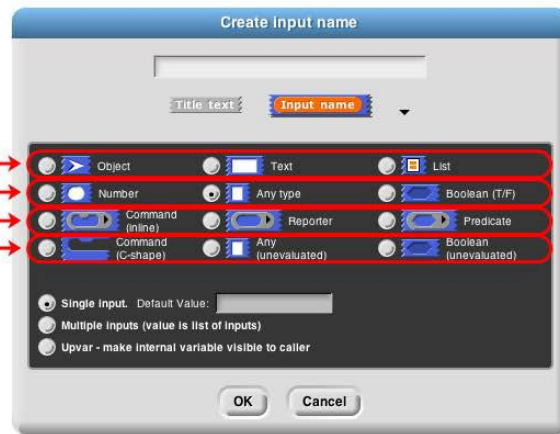 Create input name
Title text Input name
Object Text List
Number Any type Boolean (T/F)
Command (inline) Reporter Predicate
Command (C-shape) Any (unevaluated) Boolean (unevaluated)
Single input. Default Value:
Multiple inputs (value is list of inputs)
Upvar - make internal variable visible to caller
OK Cancel